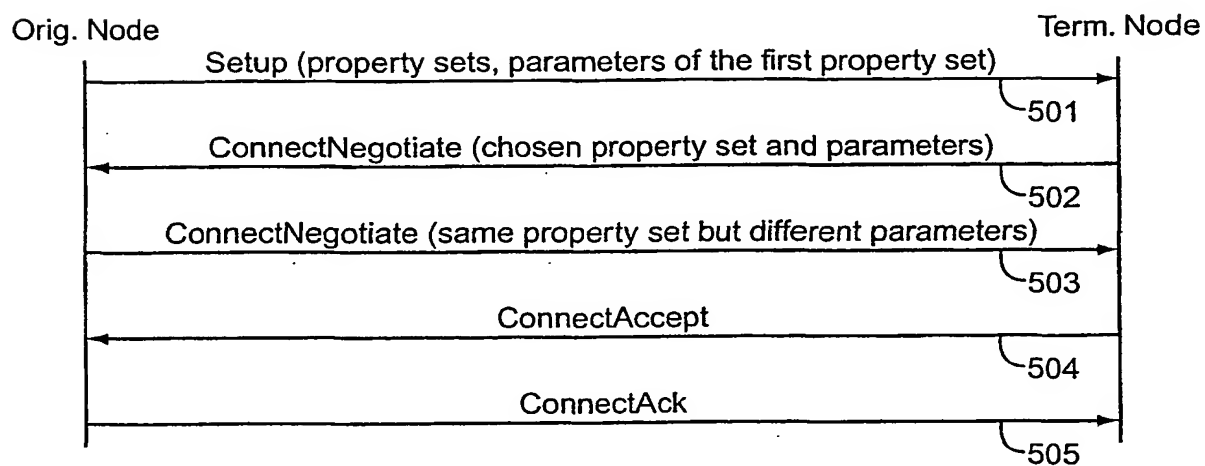 Orig. Node
Term. Node
Setup (property sets, parameters of the first property set)
501
ConnectNegotiate (chosen property set and parameters)
502
ConnectNegotiate (same property set but different parameters)
503
ConnectAccept
504
ConnectAck
505